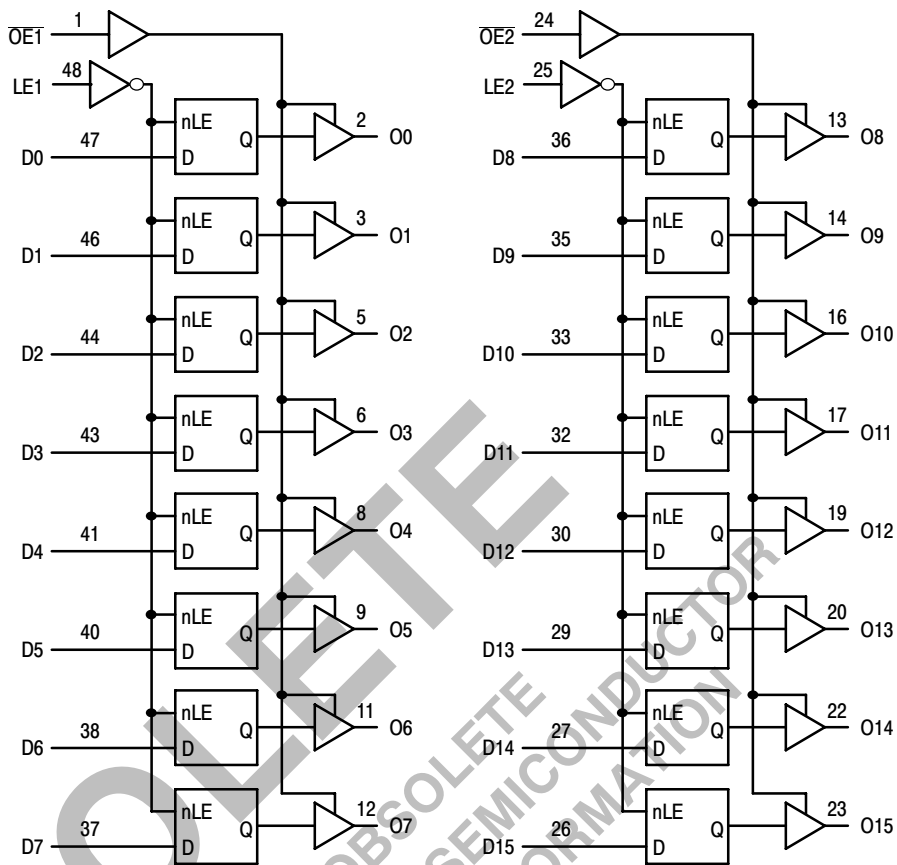 OE1 1
LE1 48
nLE
D
Q
D0 47
2 O0
nLE
D
Q
D1 46
3 O1
nLE
D
Q
D2 44
5 O2
nLE
D
Q
D3 43
6 O3
nLE
D
Q
D4 41
8 O4
nLE
D
Q
D5 40
9 O5
nLE
D
Q
D6 38
11 O6
nLE
D
Q
D7 37
12 O7
OE2 24
LE2 25
nLE
D
Q
D8 36
13 O8
nLE
D
Q
D9 35
14 O9
nLE
D
Q
D10 33
16 O10
nLE
D
Q
D11 32
17 O11
nLE
D
Q
D12 30
19 O12
nLE
D
Q
D13 29
20 O13
nLE
D
Q
D14 27
22 O14
nLE
D
Q
D15 26
23 O15
OLETE
OBSOLETE
SEMICONDUCTOR
ORMATION